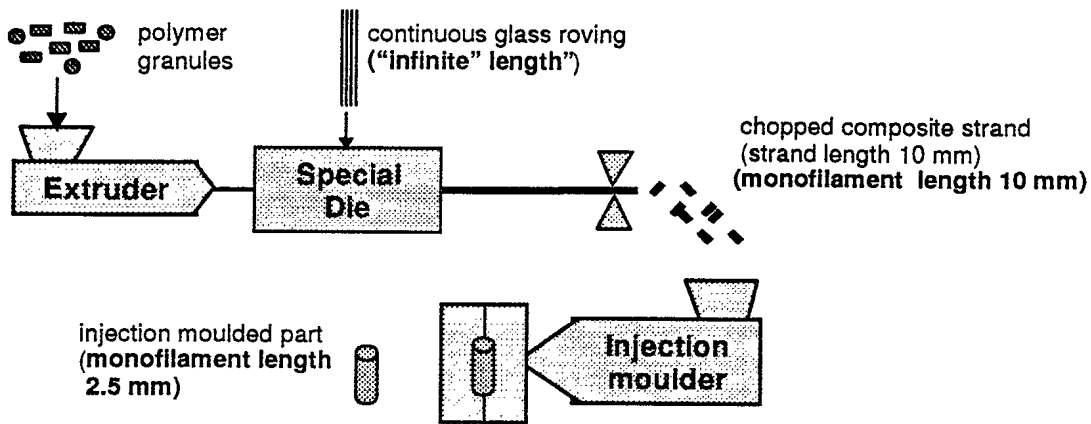 polymer
granules
continuous glass roving
(“infinite” length”)
Extruder
Special
Die
chopped composite strand
(strand length 10 mm)
(monofilament length 10 mm)
injection moulded part
(monofilament length
2.5 mm)
Injection
moulder